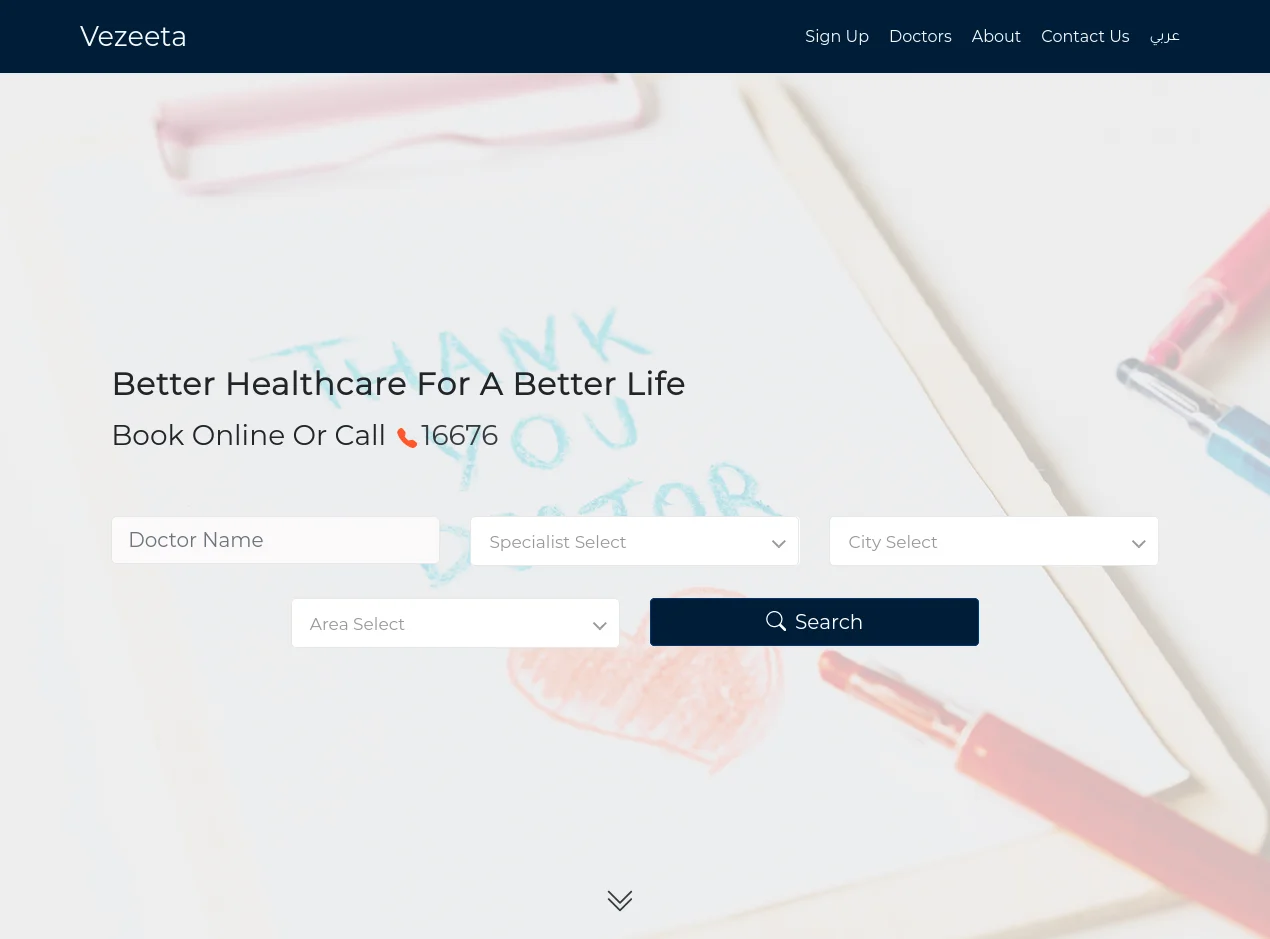 Vezeeta
Sign Up Doctors About Contact Us عربي
THANK
YOU
DOCTOR
Better Healthcare For A Better Life
Book Online Or Call 16676
Doctor Name Specialist Select City Select
Area Select Search